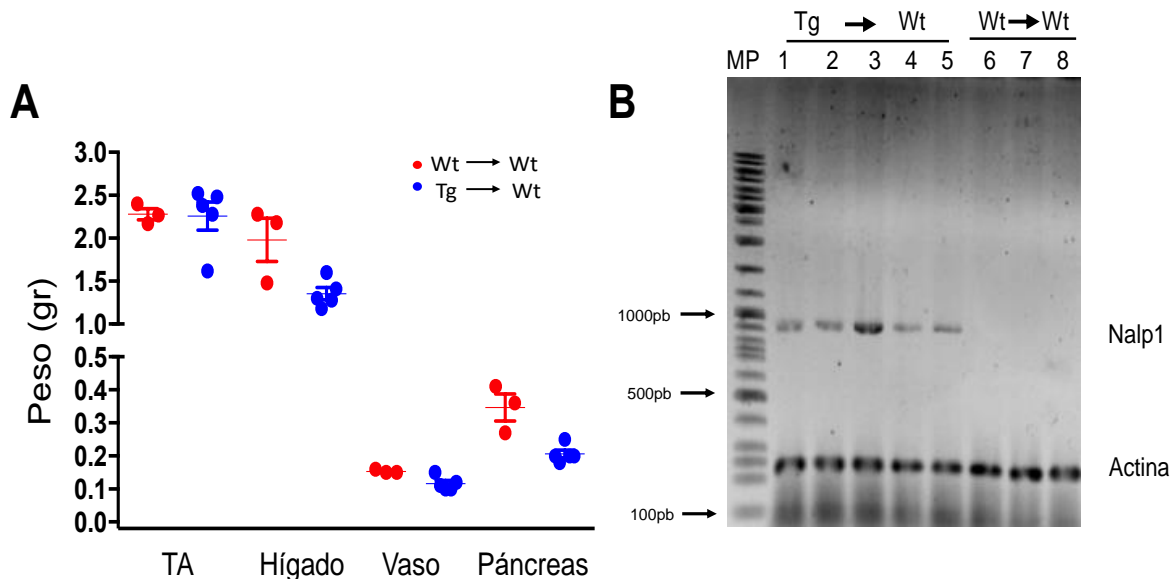 A
Peso (gr)
3.0
2.5
2.0
1.5
1.0
0.5
0.4
0.3
0.2
0.1
0.0
Wt Wt
Tg Wt
TA Hígado Vaso Páncreas
B
Tg Wt Wt Wt
MP 1 2 3 4 5 6 7 8
1000pb
500pb
100pb
Nalp1
Actina